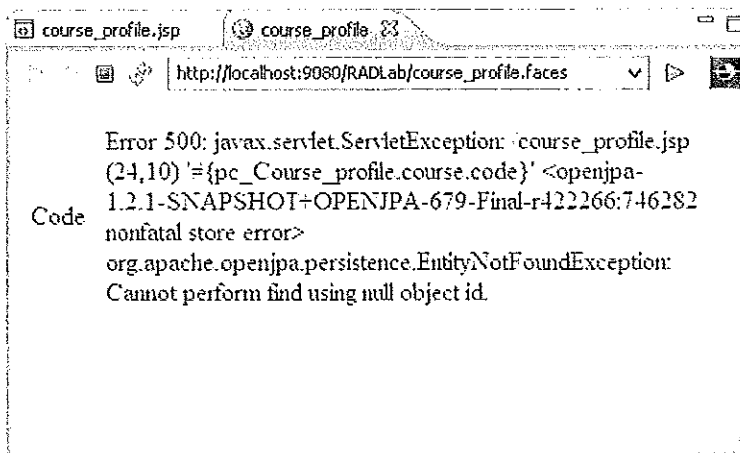 course_profile.jsp
course_profile
http://localhost:9080/RADLab/course_profile.faces
Error 500: javax.servlet.ServletException: course_profile.jsp
(24,10) '={pc_Course_profile.course.code}' <openjpa-
1.2.1-SNAPSHOT+OPENJPA-679-Final-r422266:746282
Code
nonfatal store error>
org.apache.openjpa.persistence.EntityNotFoundException:
Cannot perform find using null object id.